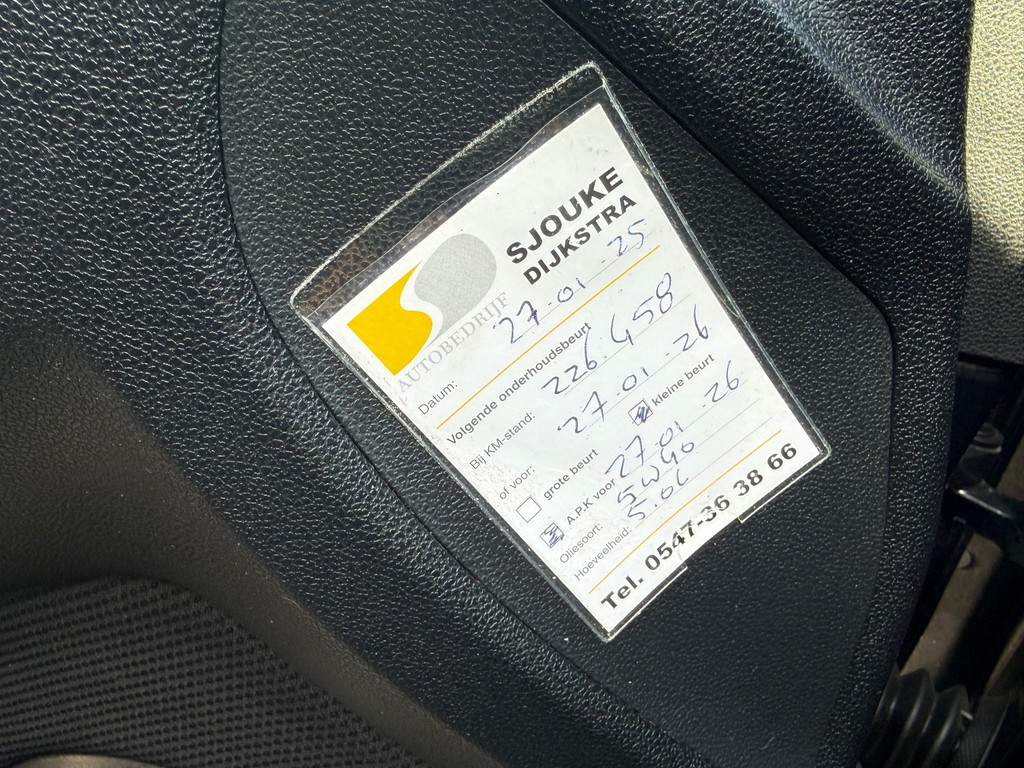 SJOUKE
DIJKSTRA
AUTOBEDRIJF
Datum: 27-01-25
Volgende onderhoudsbeurt
Bij KM-stand: 226.458
of voor: 27-01-26
grote beurt kleine beurt
A.P.K voor 27-01-26
Oliesoort: 5W40
Hoeveelheid: 5.0L
Tel. 0547-36 38 66